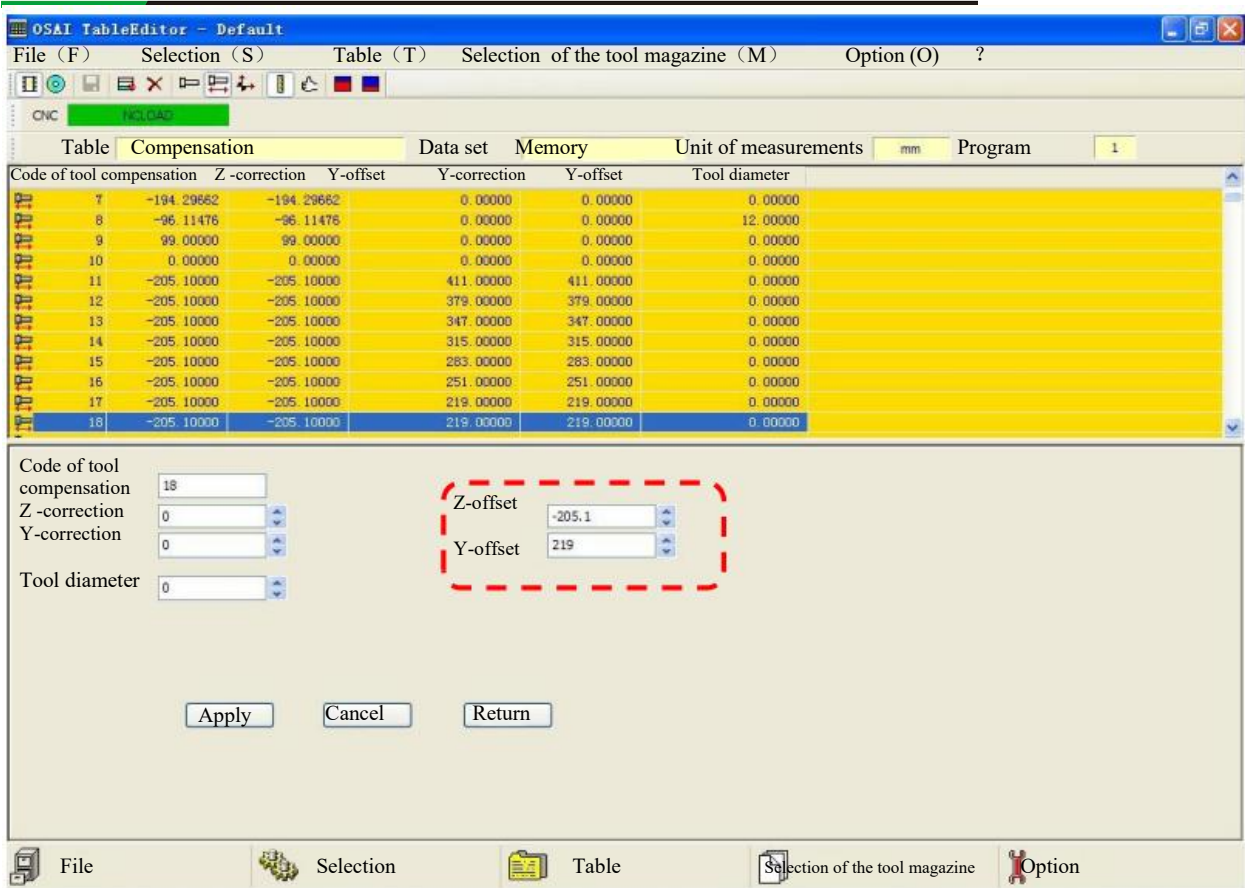 OSAI TableEditor - Default
File（F） Selection（S） Table（T） Selection of the tool magazine（M） Option (O) ?
CNC NCLOAD
Table Compensation Data set Memory Unit of measurements mm Program 1
Code of tool compensation Z -correction Y-offset Y-correction Y-offset Tool diameter
7 -194.29662 -194.29662 0.00000 0.00000 0.00000
8 -96.11476 -96.11476 0.00000 0.00000 12.00000
9 99.00000 99.00000 0.00000 0.00000 0.00000
10 0.00000 0.00000 0.00000 0.00000 0.00000
11 -205.10000 -205.10000 411.00000 411.00000 0.00000
12 -205.10000 -205.10000 379.00000 379.00000 0.00000
13 -205.10000 -205.10000 347.00000 347.00000 0.00000
14 -205.10000 -205.10000 315.00000 315.00000 0.00000
15 -205.10000 -205.10000 283.00000 283.00000 0.00000
16 -205.10000 -205.10000 251.00000 251.00000 0.00000
17 -205.10000 -205.10000 219.00000 219.00000 0.00000
18 -205.10000 -205.10000 219.00000 219.00000 0.00000
Code of tool
compensation 18
Z -correction 0
Y-correction 0
Tool diameter 0
Z-offset -205.1
Y-offset 219
Apply Cancel Return
File Selection Table Selection of the tool magazine Option